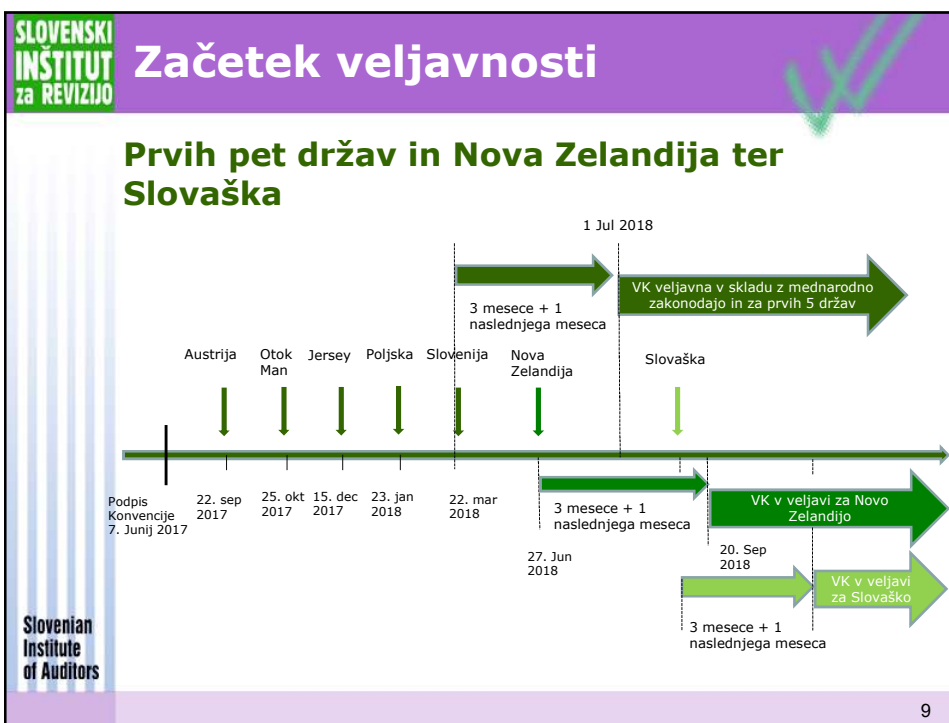 SLOVENSKI
INŠTITUT
za REVIZIJO
Začetek veljavnosti
Prvih pet držav in Nova Zelandija ter
Slovaška
1 Jul 2018
VK veljavna v skladu z mednarodno
zakonodajo in za prvih 5 držav
3 mesece + 1
naslednjega meseca
Austrija
Otok
Man
Jersey
Poljska
Slovenija
Nova
Zelandija
Slovaška
Podpis
Konvencije
7. Junij 2017
22. sep
2017
25. okt
2017
15. dec
2017
23. jan
2018
22. mar
2018
3 mesece + 1
naslednjega meseca
VK v veljavi za Novo
Zelandijo
27. Jun
2018
20. Sep
2018
VK v veljavi
za Slovaško
3 mesece + 1
naslednjega meseca
Slovenian
Institute
of Auditors
9